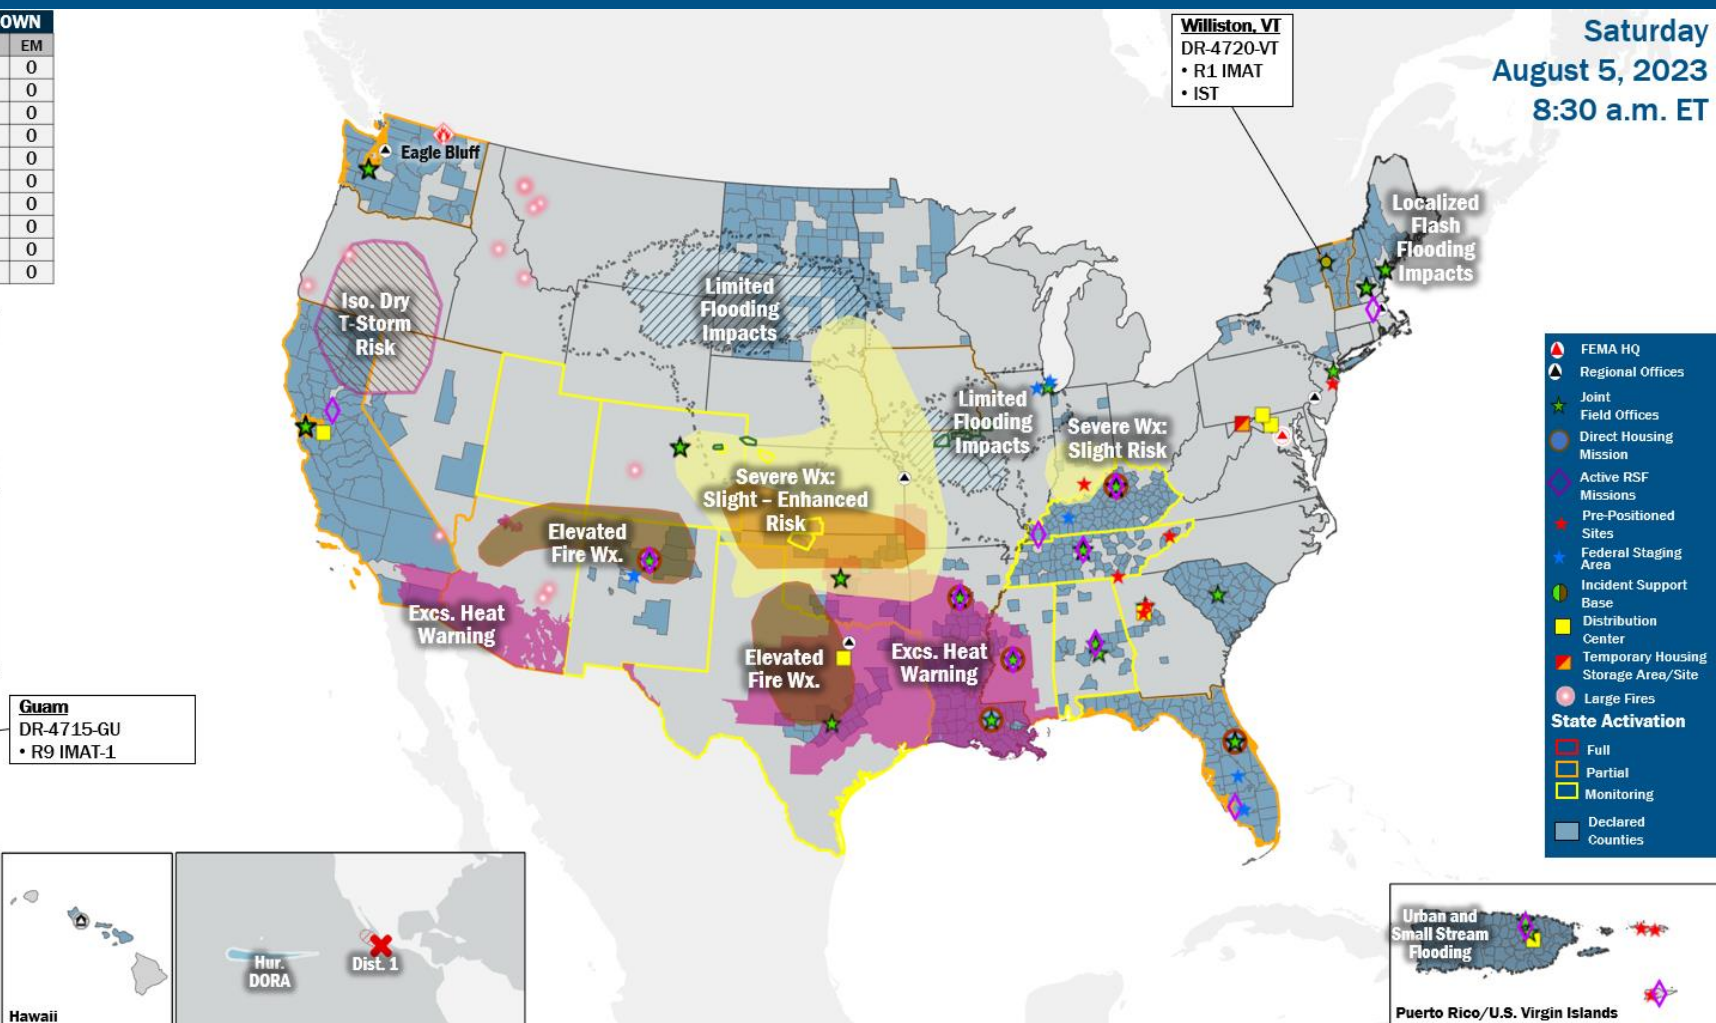 OWN
EM
0
0
0
0
0
0
0
0
0
0
Williston, VT
DR-4720-VT
• R1 IMAT
• IST
Saturday
August 5, 2023
8:30 a.m. ET
Eagle Bluff
Localized
Flash
Flooding
Impacts
Iso. Dry
T-Storm
Risk
Limited
Flooding
Impacts
Limited
Flooding
Impacts
Severe Wx:
Slight Risk
Severe Wx:
Slight – Enhanced
Risk
Elevated
Fire Wx.
Excs. Heat
Warning
Elevated
Fire Wx.
Excs. Heat
Warning
FEMA HQ
Regional Offices
Joint
Field Offices
Direct Housing
Mission
Active RSF
Missions
Pre-Positioned
Sites
Federal Staging
Area
Incident Support
Base
Distribution
Center
Temporary Housing
Storage Area/Site
Large Fires
State Activation
Full
Partial
Monitoring
Declared
Counties
Guam
DR-4715-GU
• R9 IMAT-1
Hawaii
Hur.
DORA
Dist. 1
Urban and
Small Stream
Flooding
Puerto Rico/U.S. Virgin Islands